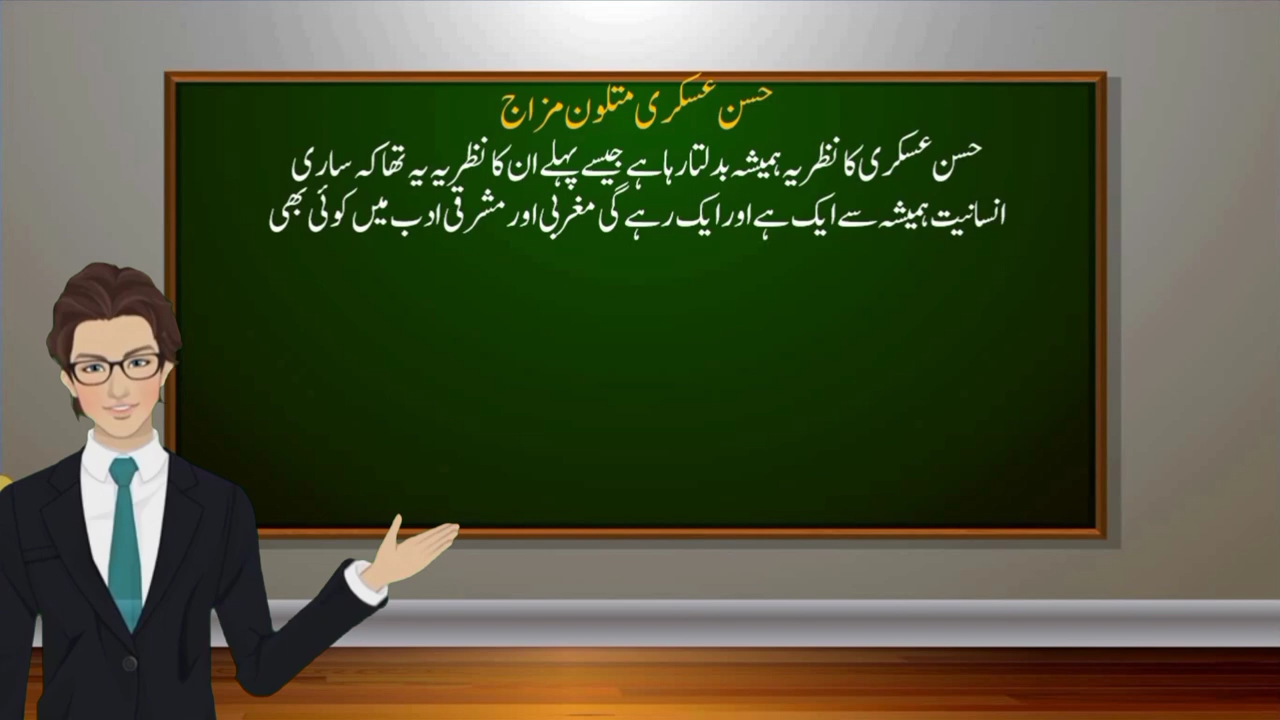 حسن عسکری متلون مزاج
حسن عسکری کا نظریہ ہمیشہ بدلتا رہا ہے جیسے پہلے ان کا نظریہ یہ تھا کہ ساری
انسانیت ہمیشہ سے ایک ہے اور ایک رہے گی مغربی اور مشرقی ادب میں کوئی بھی